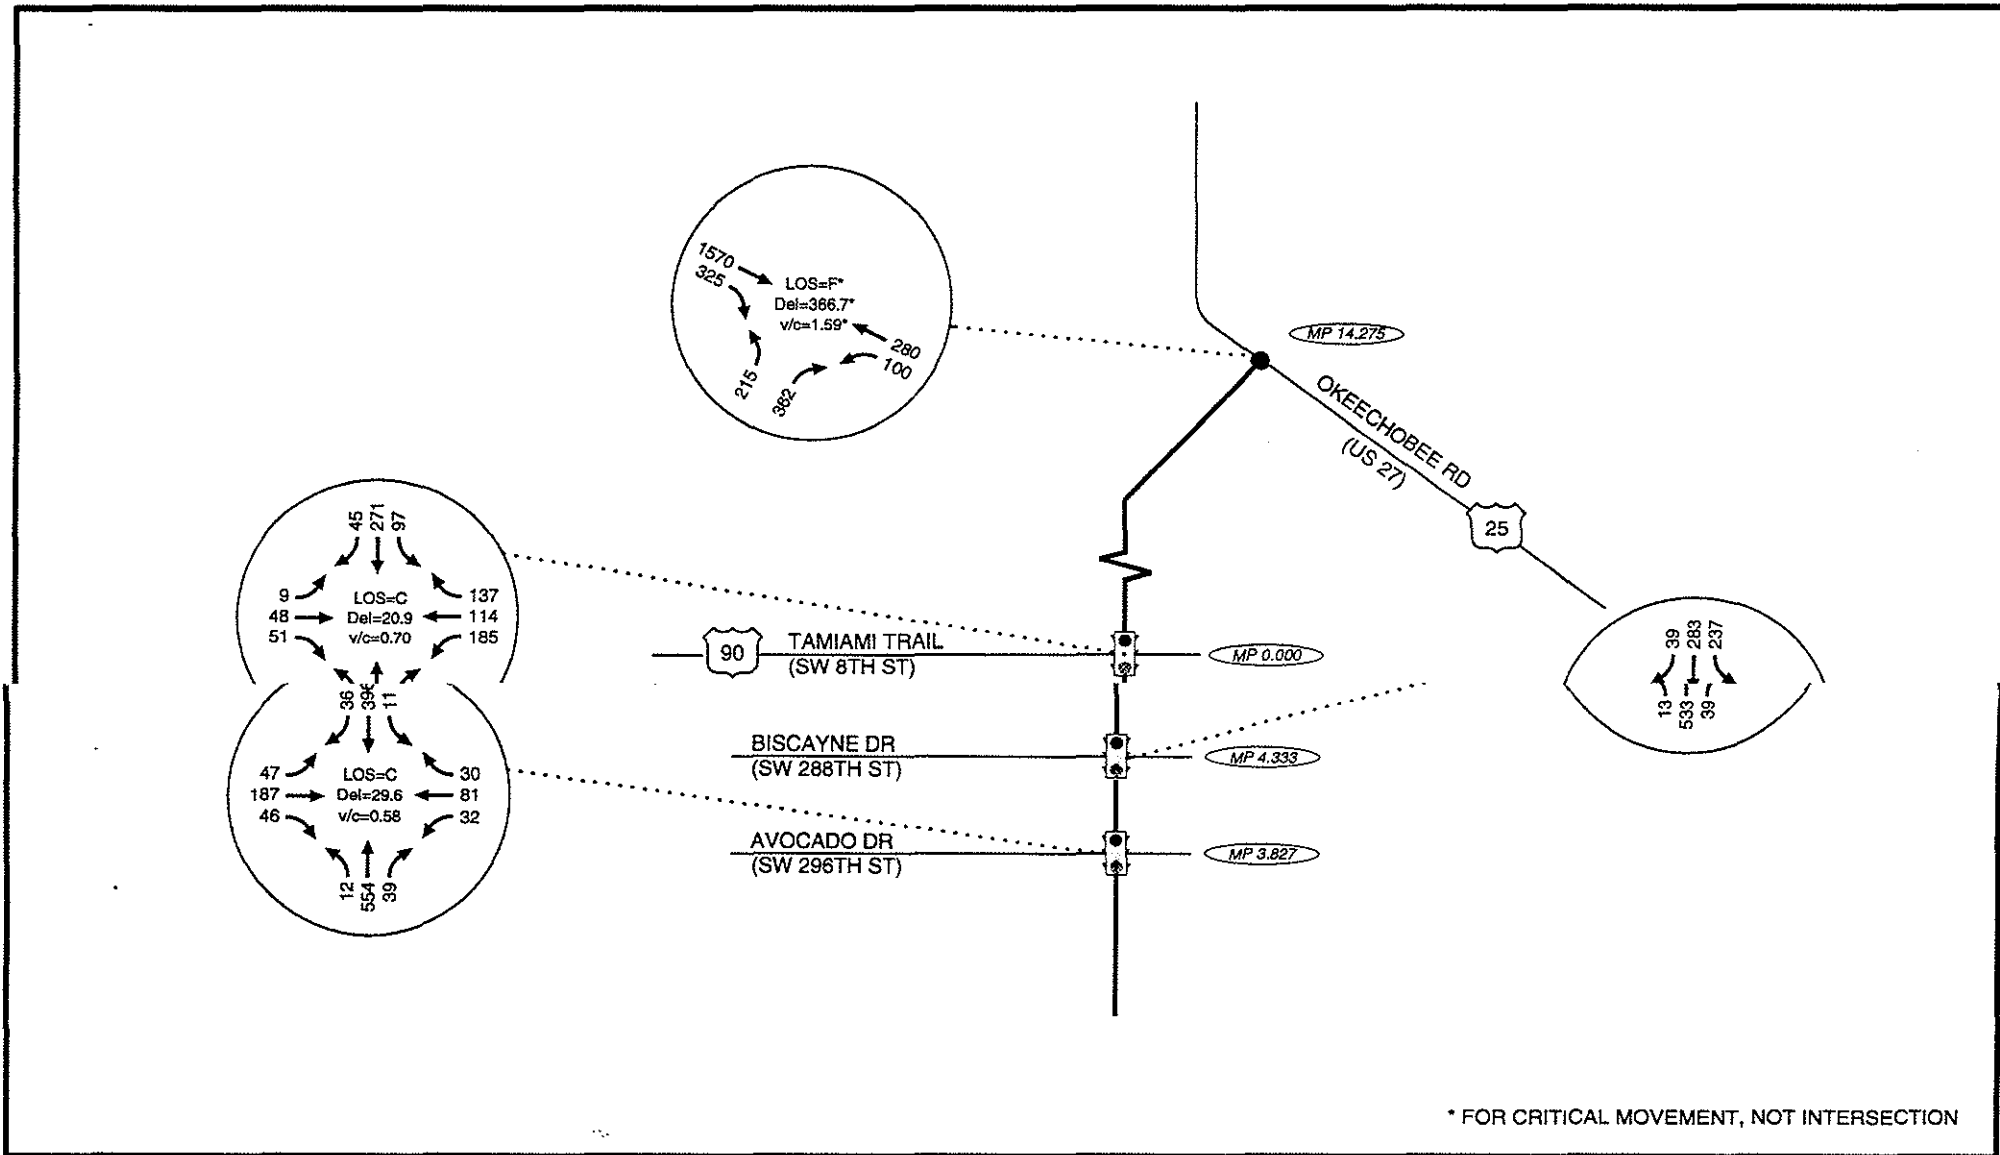 MP 14.275
1570
325
LOS=F*
Del=366.7*
v/c=1.59*
280
100
215
362
OKEECHOBEE RD
(US 27)
25
45
271
97
9
48
51
LOS=C
Del=20.9
v/c=0.70
137
114
185
36
11
90
TAMIAMI TRAIL
(SW 8TH ST)
MP 0.000
39
283
237
13
533
39
BISCAYNE DR
(SW 288TH ST)
MP 4.333
47
187
46
LOS=C
Del=29.6
v/c=0.58
30
81
32
12
554
39
AVOCADO DR
(SW 296TH ST)
MP 3.827
* FOR CRITICAL MOVEMENT, NOT INTERSECTION